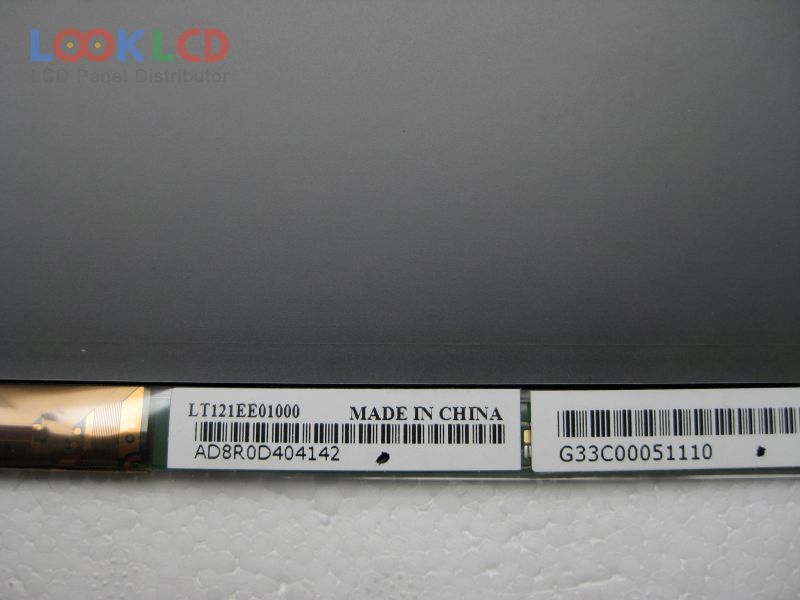 LOOKLCD
LCD Panel Distributor
LT121EE01000 MADE IN CHINA
AD8R0D404142
G33C00051110